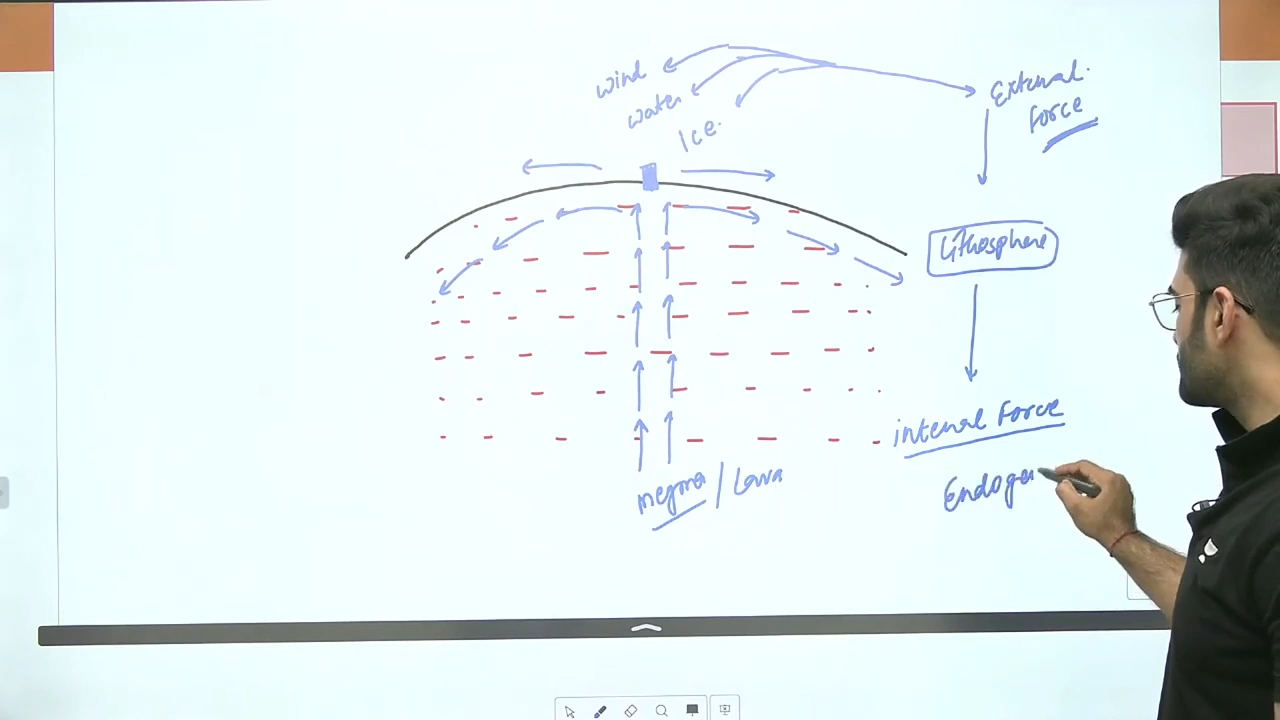 wind
water
Ice.
External.
Force
Lithosphere
internal Force
megma / Lava
Endogen